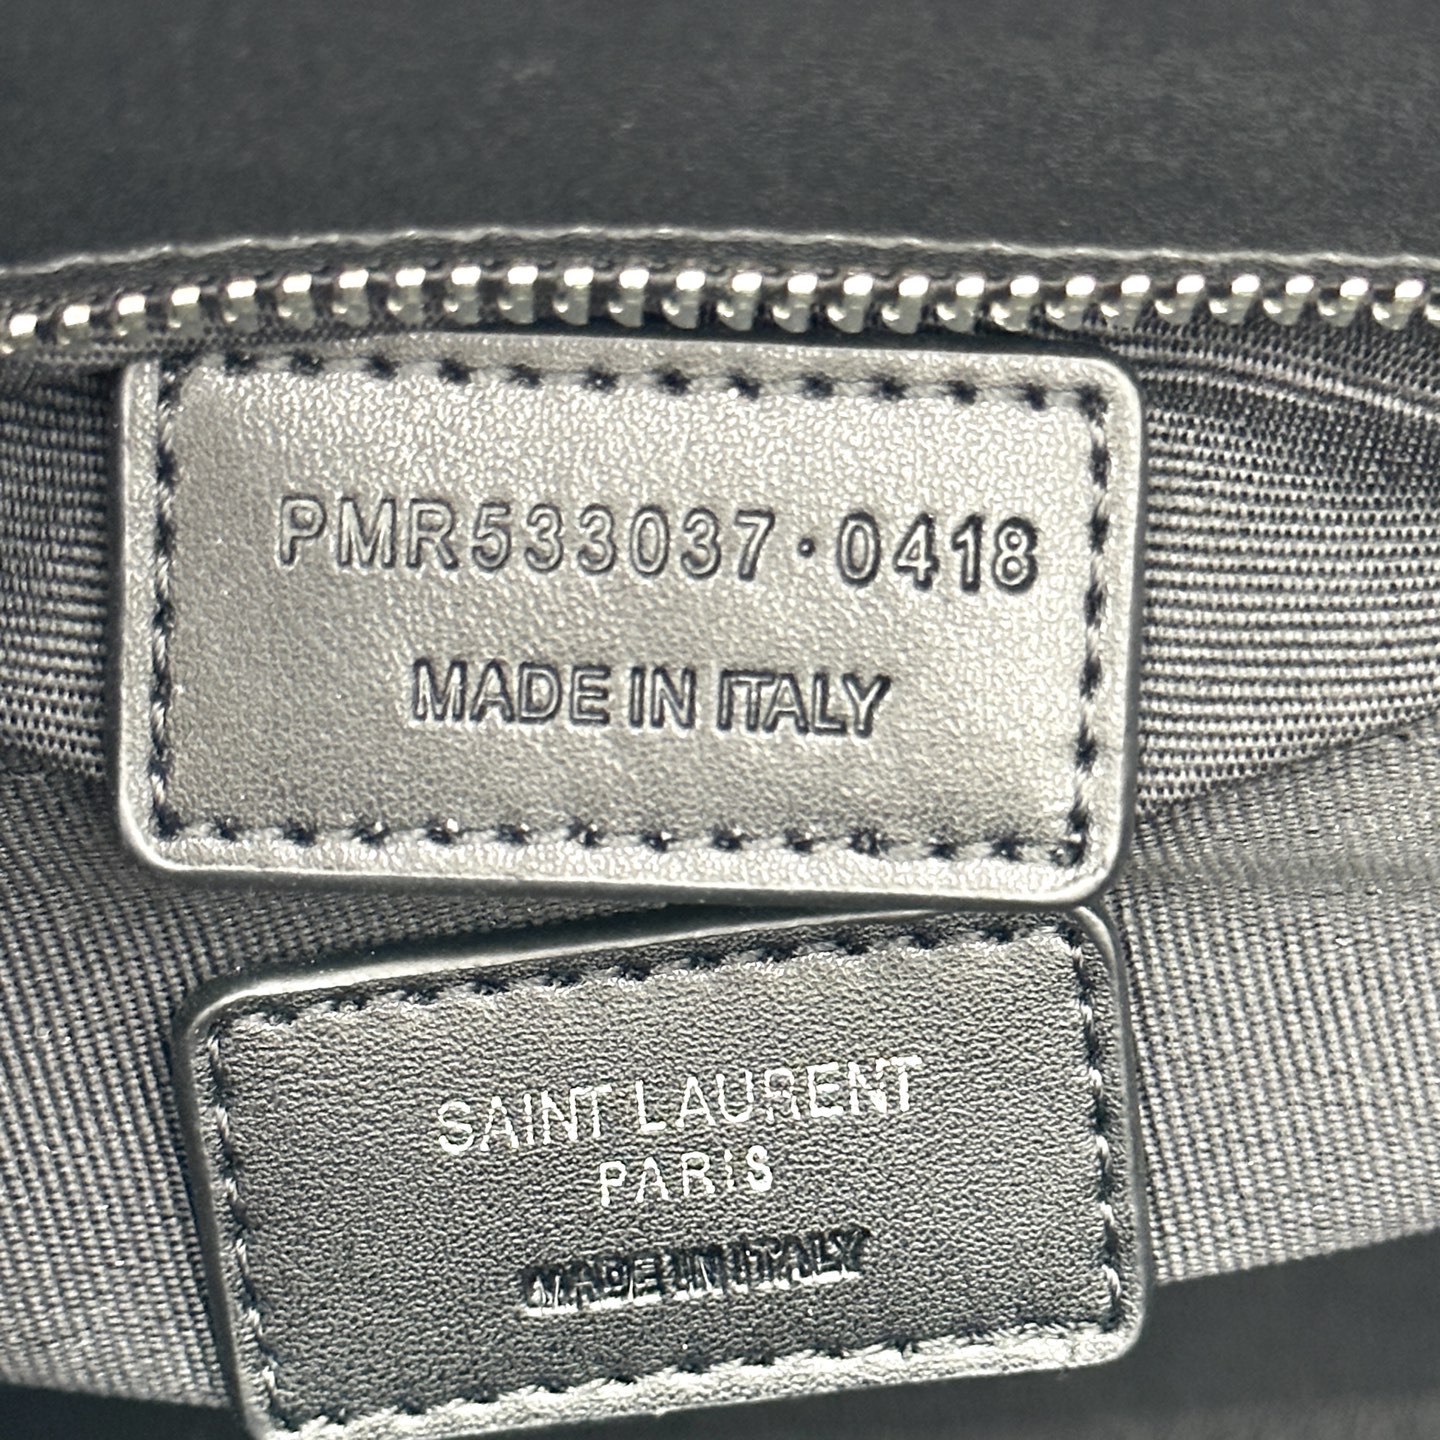 PMR533037·0418
MADE IN ITALY
SAINT LAURENT
PARIS
MADE IN ITALY